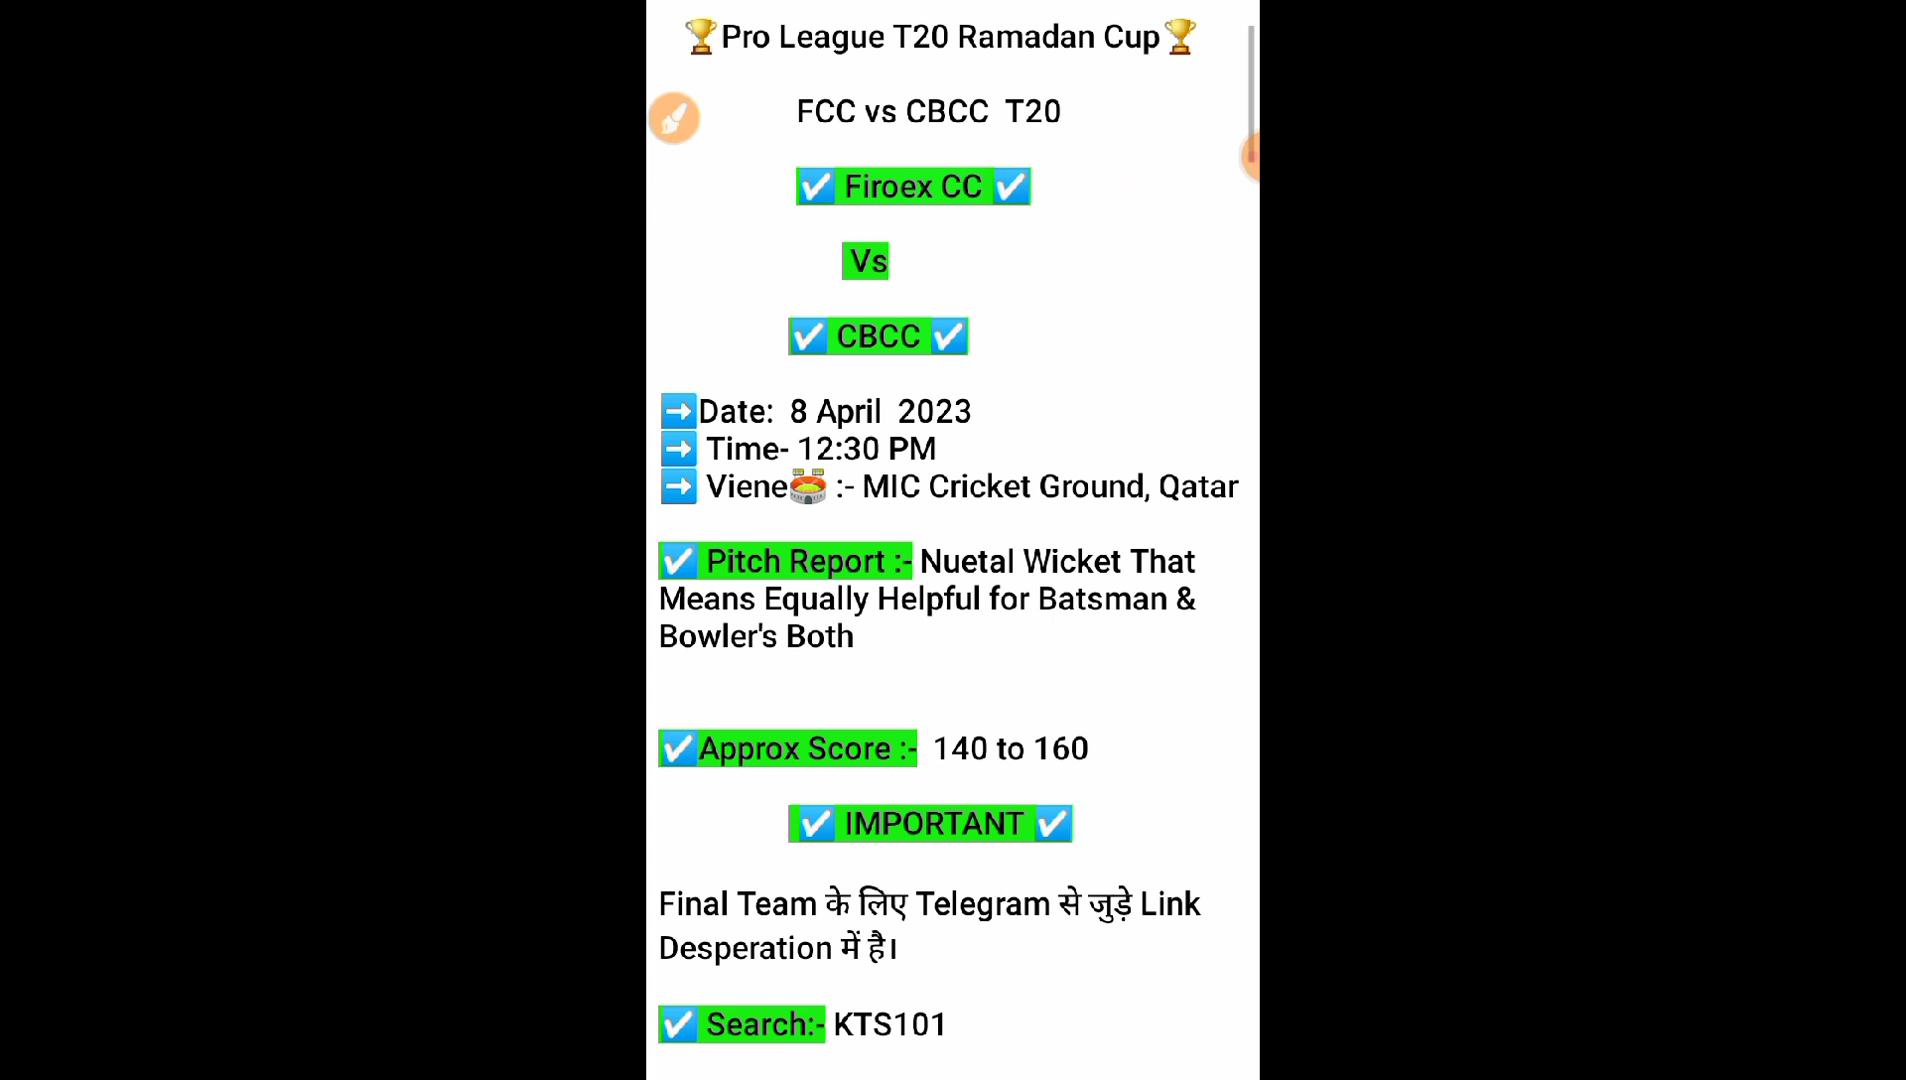 🏆Pro League T20 Ramadan Cup🏆
FCC vs CBCC T20
✅ Firoex CC ✅
Vs
✅ CBCC ✅
➡️Date: 8 April 2023
➡️ Time- 12:30 PM
➡️ Viene🏟️ :- MIC Cricket Ground, Qatar
✅ Pitch Report :- Nuetal Wicket That
Means Equally Helpful for Batsman &
Bowler's Both
✅Approx Score :- 140 to 160
✅ IMPORTANT ✅
Final Team के लिए Telegram से जुड़े Link
Desperation में है।
✅ Search:- KTS101